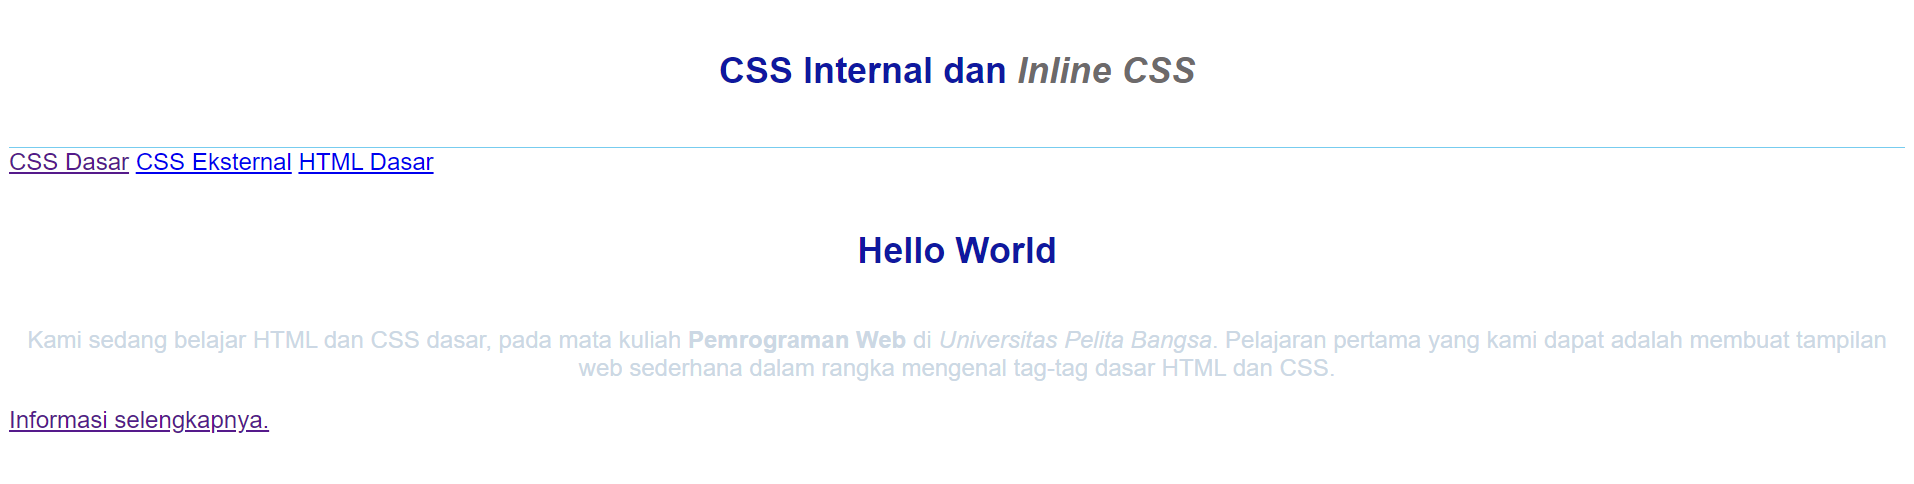 CSS Internal dan Inline CSS
CSS Dasar CSS Eksternal HTML Dasar
Hello World
Kami sedang belajar HTML dan CSS dasar, pada mata kuliah Pemrograman Web di Universitas Pelita Bangsa. Pelajaran pertama yang kami dapat adalah membuat tampilan
web sederhana dalam rangka mengenal tag-tag dasar HTML dan CSS.
Informasi selengkapnya.